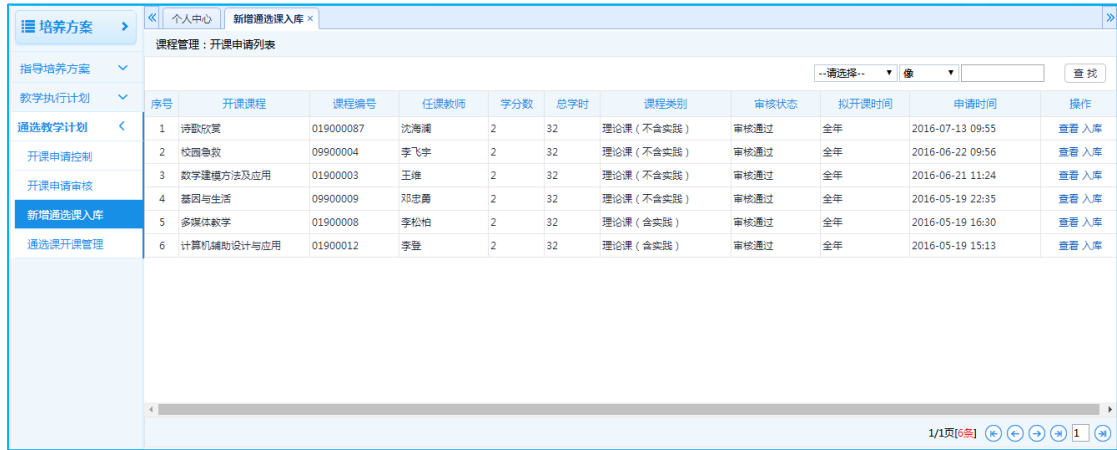 培养方案
指导培养方案
教学执行计划
通选教学计划
开课申请控制
开课申请审核
新增通选课入库
通选课开课管理
个人中心 新增通选课入库 ×
课程管理：开课申请列表
--请选择-- 像 查 找
序号 开课课程 课程编号 任课教师 学分数 总学时 课程类别 审核状态 拟开课时间 申请时间 操作
1 诗歌欣赏 019000087 沈海浦 2 32 理论课（不含实践） 审核通过 全年 2016-07-13 09:55 查看 入库
2 校园急救 09900004 李飞宇 2 32 理论课（不含实践） 审核通过 全年 2016-06-22 09:56 查看 入库
3 数学建模方法及应用 01900003 王维 2 32 理论课（不含实践） 审核通过 全年 2016-06-21 11:24 查看 入库
4 基因与生活 09900009 邓忠勇 2 32 理论课（不含实践） 审核通过 全年 2016-05-19 22:35 查看 入库
5 多媒体教学 01900008 李松柏 2 32 理论课（含实践） 审核通过 全年 2016-05-19 16:30 查看 入库
6 计算机辅助设计与应用 01900012 李登 2 32 理论课（含实践） 审核通过 全年 2016-05-19 15:13 查看 入库
1/1页[6条] 1